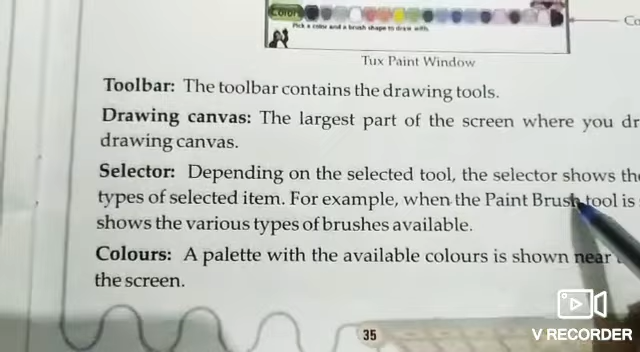 Colors
Pick a color and a brush shape to draw with.
Co
Tux Paint Window
Toolbar: The toolbar contains the drawing tools.
Drawing canvas: The largest part of the screen where you dr
drawing canvas.
Selector: Depending on the selected tool, the selector shows the
types of selected item. For example, when the Paint Brush tool is
shows the various types of brushes available.
Colours: A palette with the available colours is shown near
the screen.
35
V RECORDER